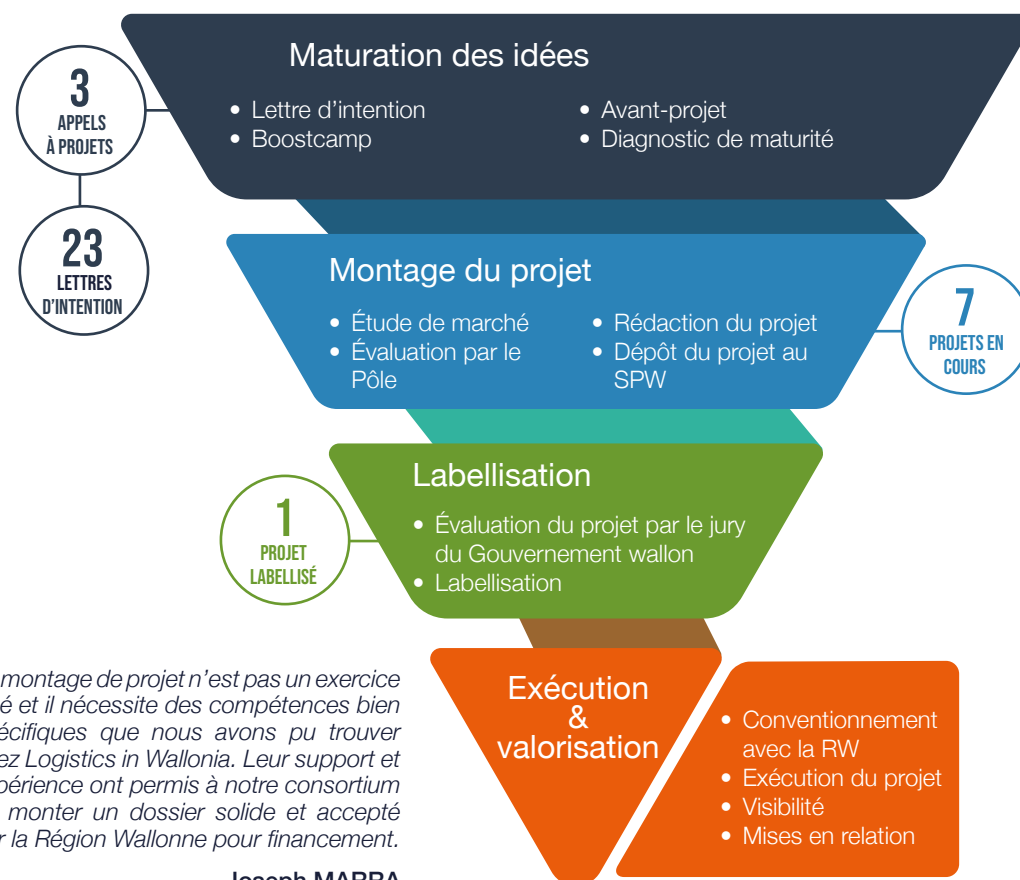 Maturation des idées
• Lettre d’intention
• Boostcamp
• Avant-projet
• Diagnostic de maturité
3
APPELS
À PROJETS
23
LETTRES
D’INTENTION
Montage du projet
• Étude de marché
• Évaluation par le
Pôle
• Rédaction du projet
• Dépôt du projet au
SPW
7
PROJETS EN
COURS
Labellisation
• Évaluation du projet par le jury
du Gouvernement wallon
• Labellisation
1
PROJET
LABELLISÉ
Exécution
&
valorisation
• Conventionnement
avec la RW
• Exécution du projet
• Visibilité
• Mises en relation
montage de projet n’est pas un exercice
et il nécessite des compétences bien
que nous avons pu trouver
Logistics in Wallonia. Leur support et
ont permis à notre consortium
monter un dossier solide et accepté
la Région Wallonne pour financement.
Joseph MARRA